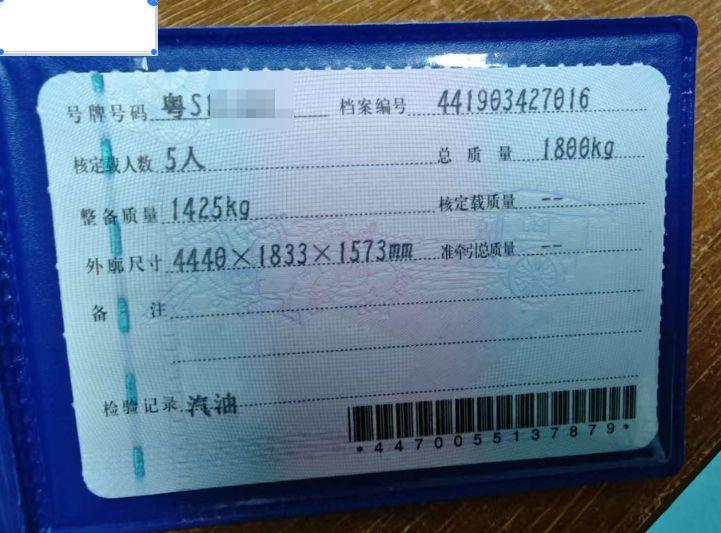 号牌号码 粤S1 档案编号 441903427016
核定载人数 5人 总质量 1800kg
整备质量 1425kg 核定载质量 --
外廓尺寸 4440×1833×1573mm 准牵引总质量 --
备注
检验记录 汽油
*4470055137879*